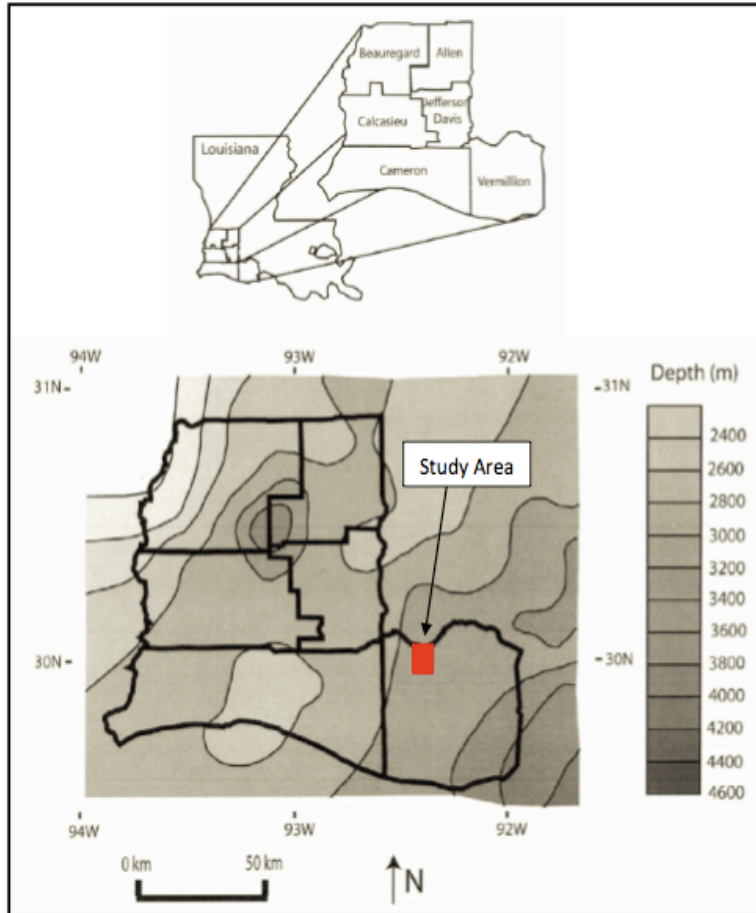 Beauregard
Allen
Jefferson
Davis
Calcasieu
Louisiana
Cameron
Vermillion
94W
93W
92W
31N
31N
Depth (m)
2400
2600
2800
3000
3200
3400
3600
3800
4000
4200
4400
4600
Study Area
30N
30N
94W
93W
92W
0 km
50 km
N